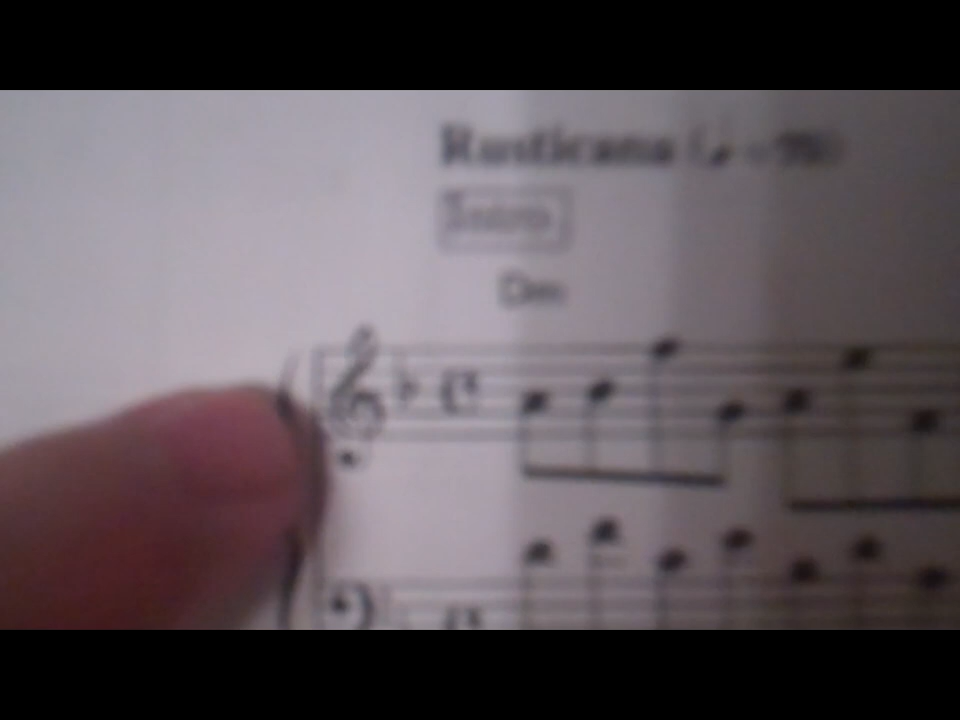 Rusticana (♩ =
Intro
Dm